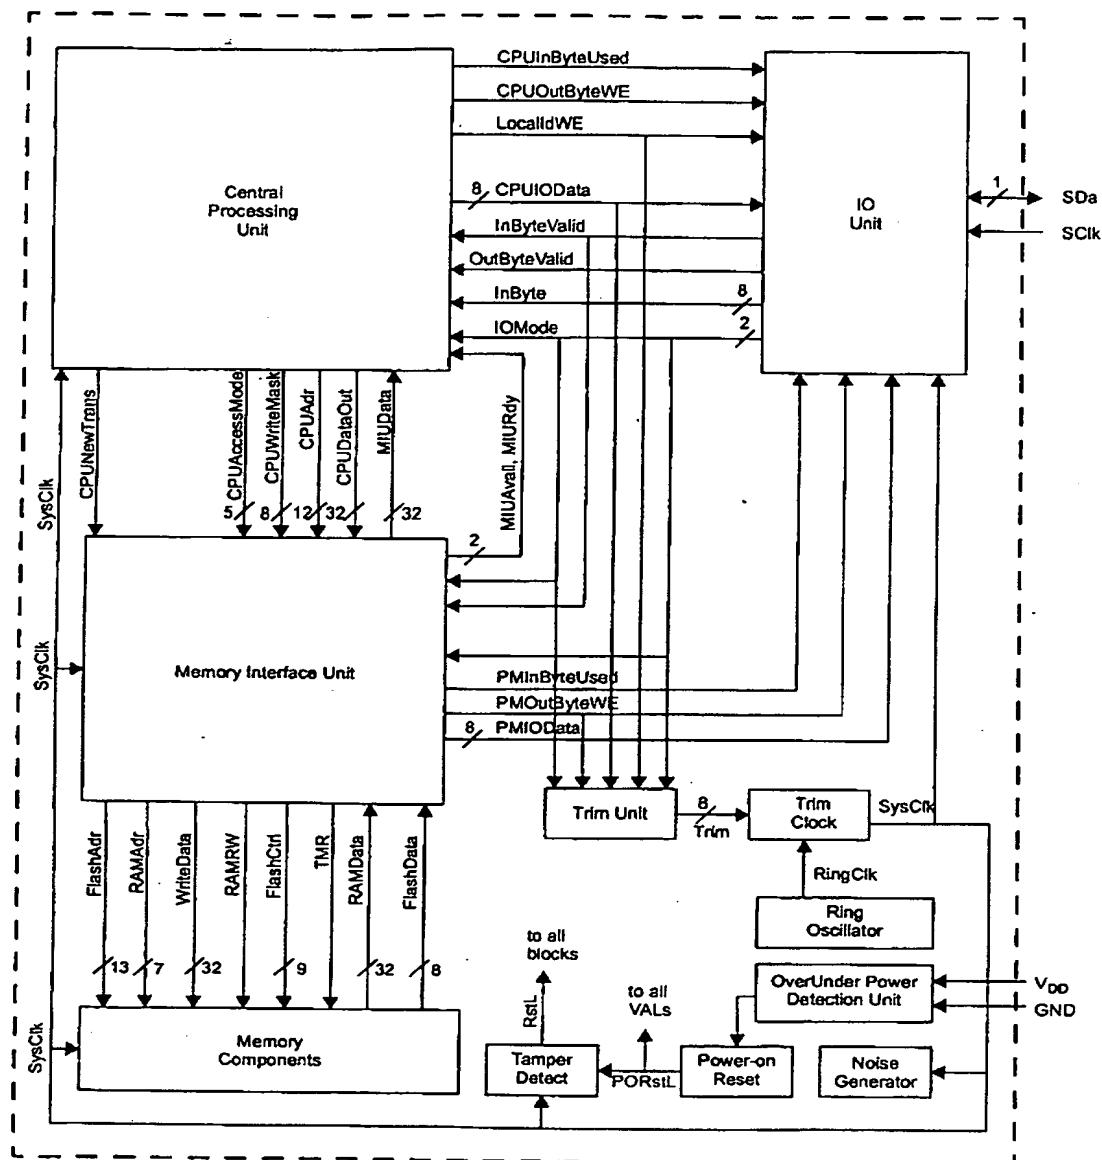 CPUInByteUsed
CPUOutByteWE
LocalIdWE
Central
Processing
Unit
8
CPUIOData
InByteValid
OutByteValid
InByte
8
IOMode
2
IO
Unit
1
SDa
SClk
SysClk
CPUNewTrans
CPUAccessMode
CPUWriteMask
CPUAdr
CPUDataOut
MIUData
MIUAvail, MIURdy
5
8
12
32
32
2
SysClk
Memory Interface Unit
PMInByteUsed
PMOutByteWE
8
PMIOData
Trim Unit
8
Trim
Trim
Clock
SysClk
FlashAdr
RAMAdr
WriteData
RAMRW
FlashCtrl
TMR
RAMData
FlashData
RingClk
Ring
Oscillator
13
7
32
9
32
8
to all
blocks
RstL
to all
VALs
OverUnder Power
Detection Unit
VDD
GND
SysClk
Memory
Components
Tamper
Detect
PORstL
Power-on
Reset
Noise
Generator